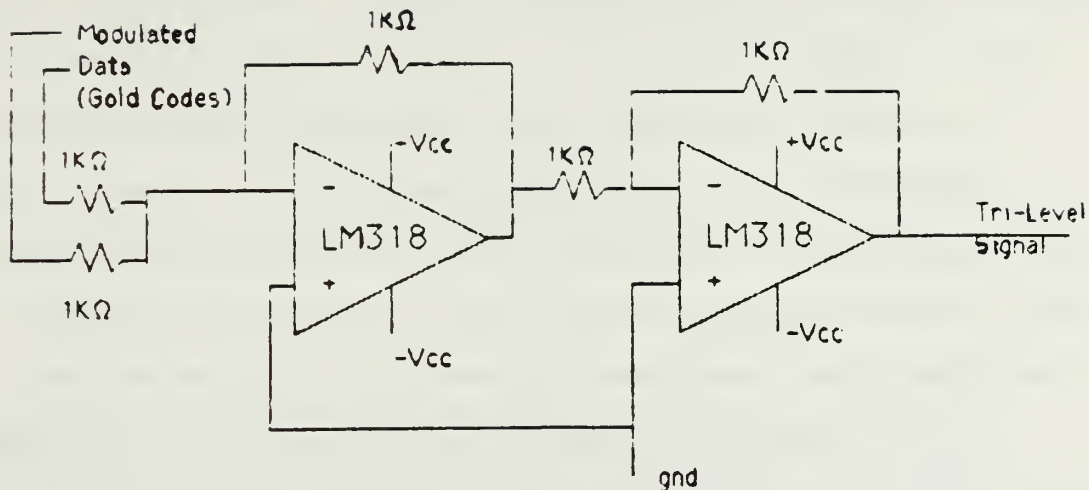 1KΩ
1KΩ
Modulated
Data
(Gold Codes)
1KΩ
-Vcc
1KΩ
+Vcc
-
LM318
+
-
LM318
+
Tri-Level
Signal
1KΩ
-Vcc
-Vcc
gnd